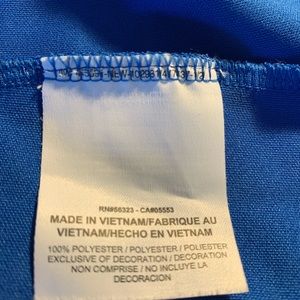 RN#56323 - CA#05553
MADE IN VIETNAM/FABRIQUE AU
VIETNAM/HECHO EN VIETNAM
100% POLYESTER / POLYESTER / POLIESTER
EXCLUSIVE OF DECORATION / DECORATION
NON COMPRISE / NO INCLUYE LA
DECORACION